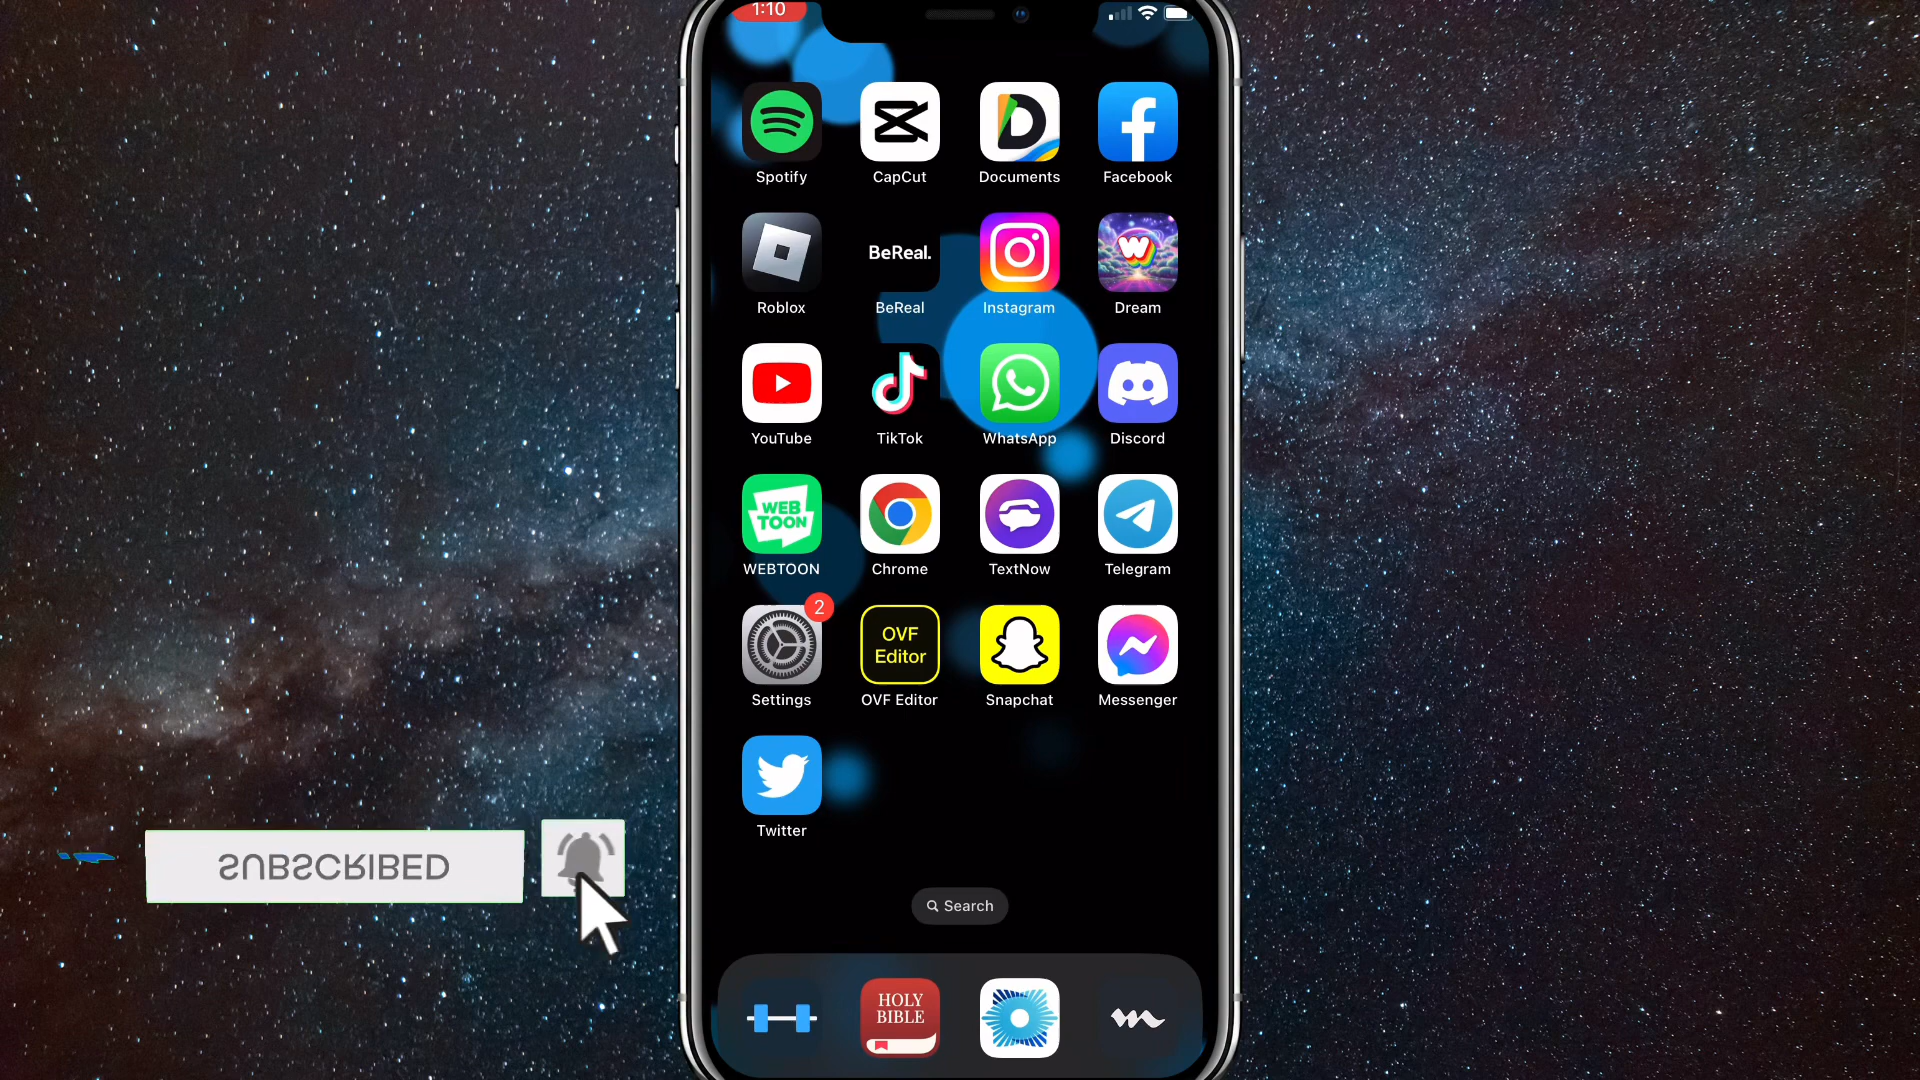 1:10
Spotify
CapCut
Documents
Facebook
BeReal.
Roblox
BeReal
Instagram
Dream
YouTube
TikTok
WhatsApp
Discord
WEB
TOON
WEBTOON
Chrome
TextNow
Telegram
2
OVF
Editor
Settings
OVF Editor
Snapchat
Messenger
Twitter
SUBSCRIBED
Search
HOLY
BIBLE